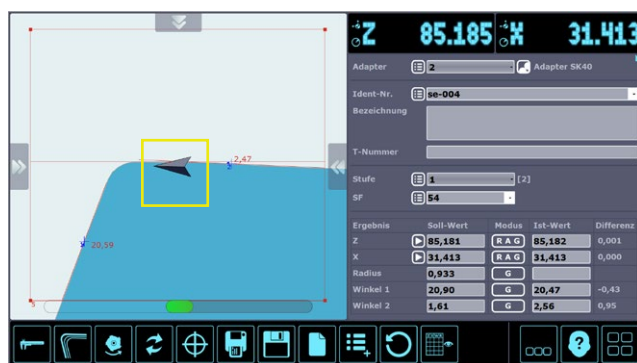 Z 85.185 X 31.413
Adapter 2 Adapter SK40
Ident-Nr. se-004
Bezeichnung
T-Nummer
Stufe 1 [2]
SF 54
Ergebnis Soll-Wert Modus Ist-Wert Differenz
Z 85,181 R A G 85,182 0,001
X 31,413 R A G 31,413 0,000
Radius 0,933 G
Winkel 1 20,90 G 20,47 -0,43
Winkel 2 1,61 G 2,56 0,95
2,47
20,59
?